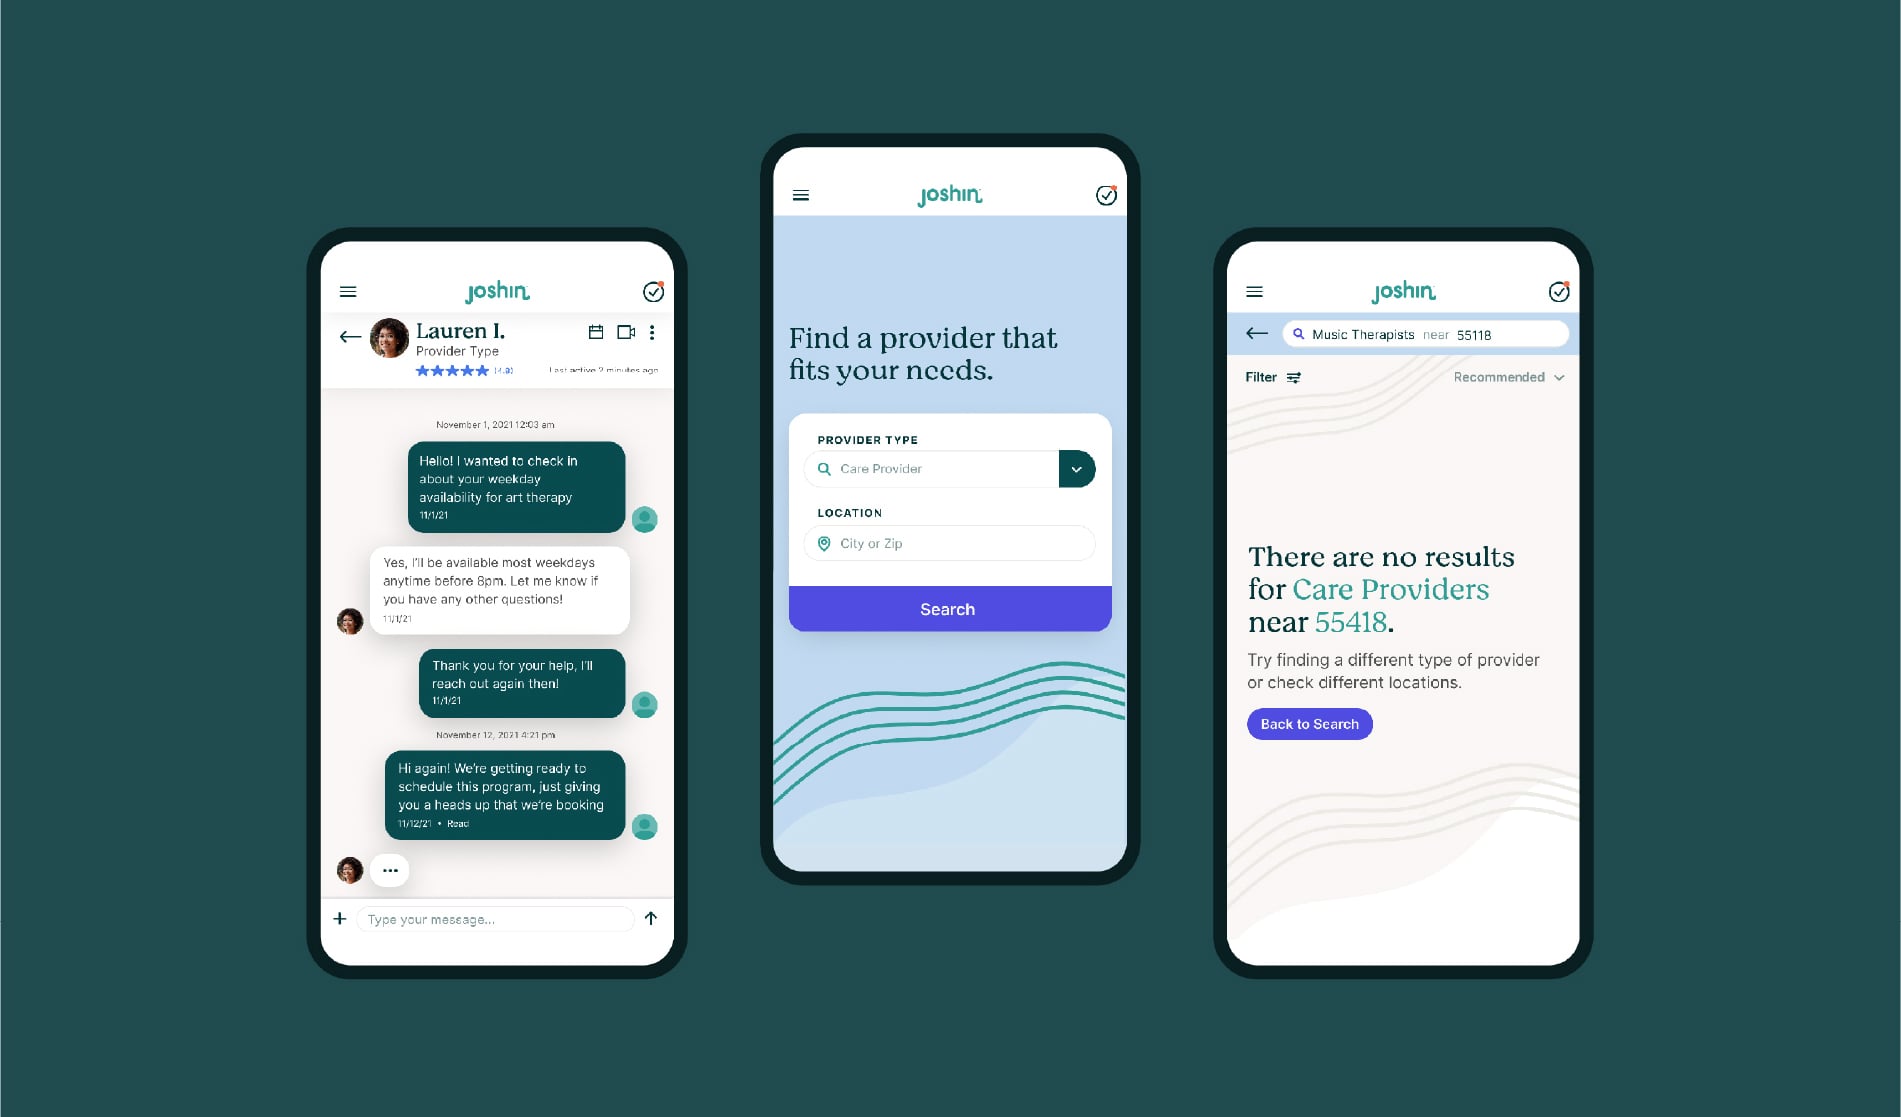 joshin
Lauren I.
Provider Type
(4.9)
Last active 2 minutes ago
November 1, 2021 12:03 am
Hello! I wanted to check in
about your weekday
availability for art therapy
11/1/21
Yes, I'll be available most weekdays
anytime before 8pm. Let me know if
you have any other questions!
11/1/21
Thank you for your help, I'll
reach out again then!
11/1/21
November 12, 2021 4:21 pm
Hi again! We're getting ready to
schedule this program, just giving
you a heads up that we're booking
11/12/21 • Read
Type your message...
joshin
Find a provider that
fits your needs.
PROVIDER TYPE
Care Provider
LOCATION
City or Zip
Search
joshin
Music Therapists near 55118
Filter
Recommended
There are no results
for Care Providers
near 55418.
Try finding a different type of provider
or check different locations.
Back to Search